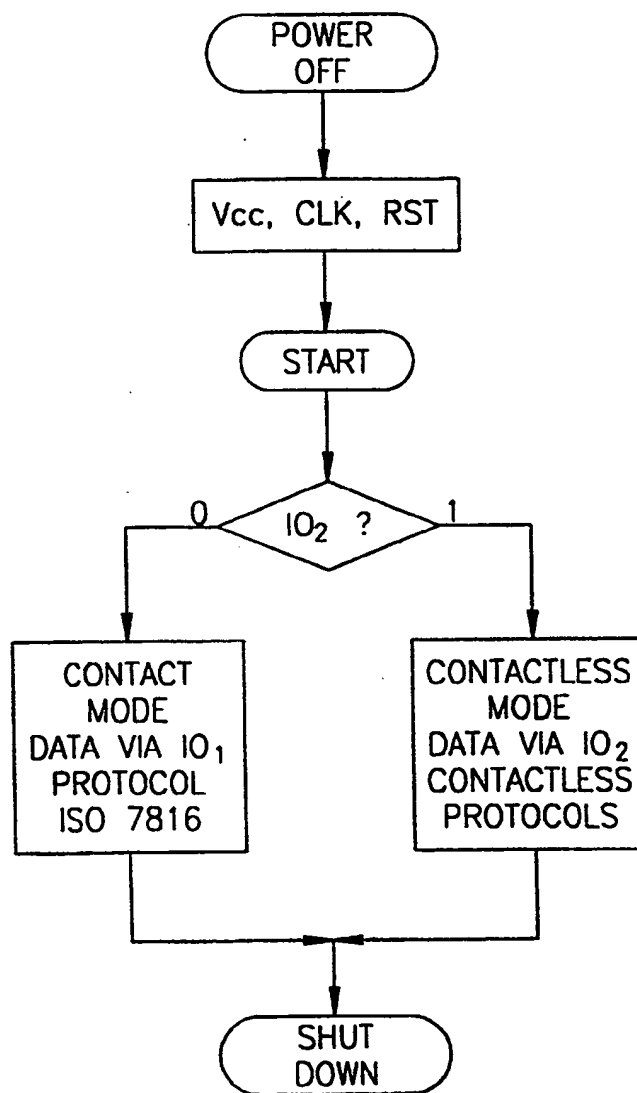 POWER
OFF
Vcc, CLK, RST
START
IO₂ ?
0
1
CONTACT
MODE
DATA VIA IO₁
PROTOCOL
ISO 7816
CONTACTLESS
MODE
DATA VIA IO₂
CONTACTLESS
PROTOCOLS
SHUT
DOWN